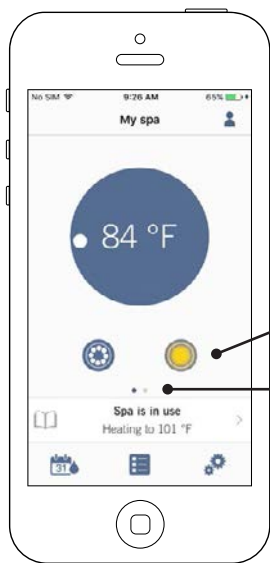 No SIM 9:26 AM 65%
My spa
84 °F
Spa is in use
Heating to 101 °F
31